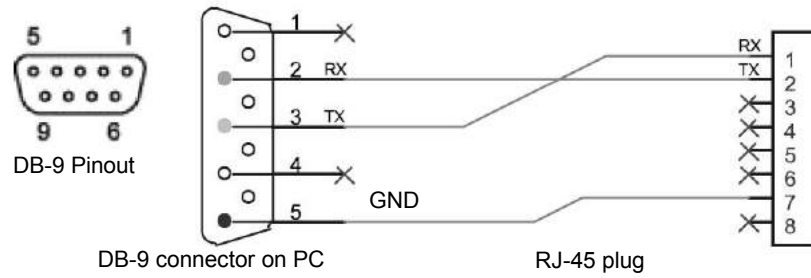 5 1
9 6
DB-9 Pinout
1
2 RX
3 TX
4
5
GND
DB-9 connector on PC
RX 1
TX 2
3
4
5
6
7
8
RJ-45 plug